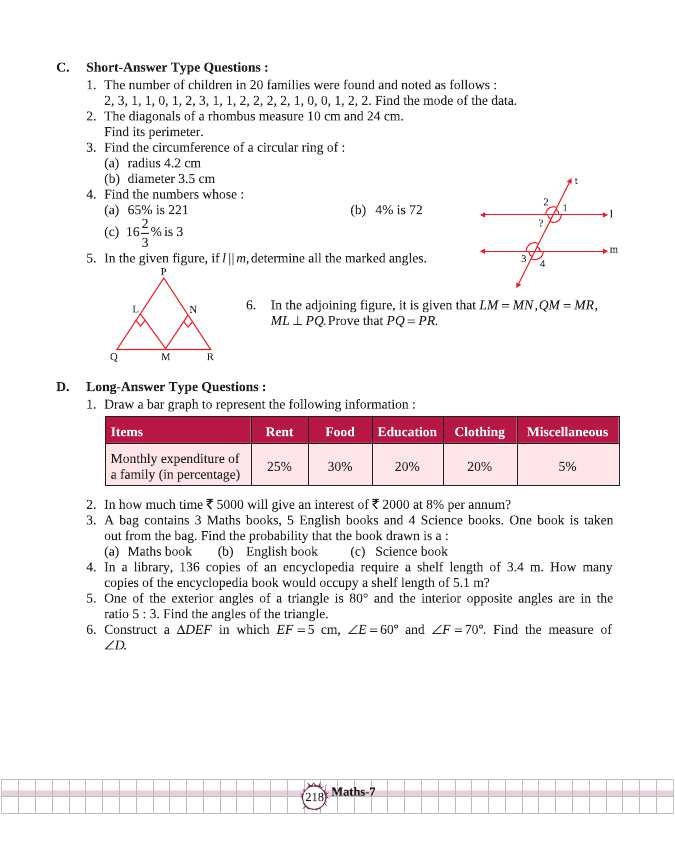 C. Short-Answer Type Questions :
1. The number of children in 20 families were found and noted as follows :
2, 3, 1, 1, 0, 1, 2, 3, 1, 1, 2, 2, 2, 2, 1, 0, 0, 1, 2, 2. Find the mode of the data.
2. The diagonals of a rhombus measure 10 cm and 24 cm.
Find its perimeter.
3. Find the circumference of a circular ring of :
(a) radius 4.2 cm
(b) diameter 3.5 cm
4. Find the numbers whose :
(a) 65% is 221 (b) 4% is 72
(c) 16 2/3 % is 3
t
2 1
l
?
m
3 4
5. In the given figure, if l || m, determine all the marked angles.
P
L N
Q M R
6. In the adjoining figure, it is given that LM = MN, QM = MR,
ML ⊥ PQ. Prove that PQ = PR.
D. Long-Answer Type Questions :
1. Draw a bar graph to represent the following information :
Items Rent Food Education Clothing Miscellaneous
Monthly expenditure of
a family (in percentage) 25% 30% 20% 20% 5%
2. In how much time ₹ 5000 will give an interest of ₹ 2000 at 8% per annum?
3. A bag contains 3 Maths books, 5 English books and 4 Science books. One book is taken
out from the bag. Find the probability that the book drawn is a :
(a) Maths book (b) English book (c) Science book
4. In a library, 136 copies of an encyclopedia require a shelf length of 3.4 m. How many
copies of the encyclopedia book would occupy a shelf length of 5.1 m?
5. One of the exterior angles of a triangle is 80° and the interior opposite angles are in the
ratio 5 : 3. Find the angles of the triangle.
6. Construct a ΔDEF in which EF = 5 cm, ∠E = 60° and ∠F = 70°. Find the measure of
∠D.
218 Maths-7